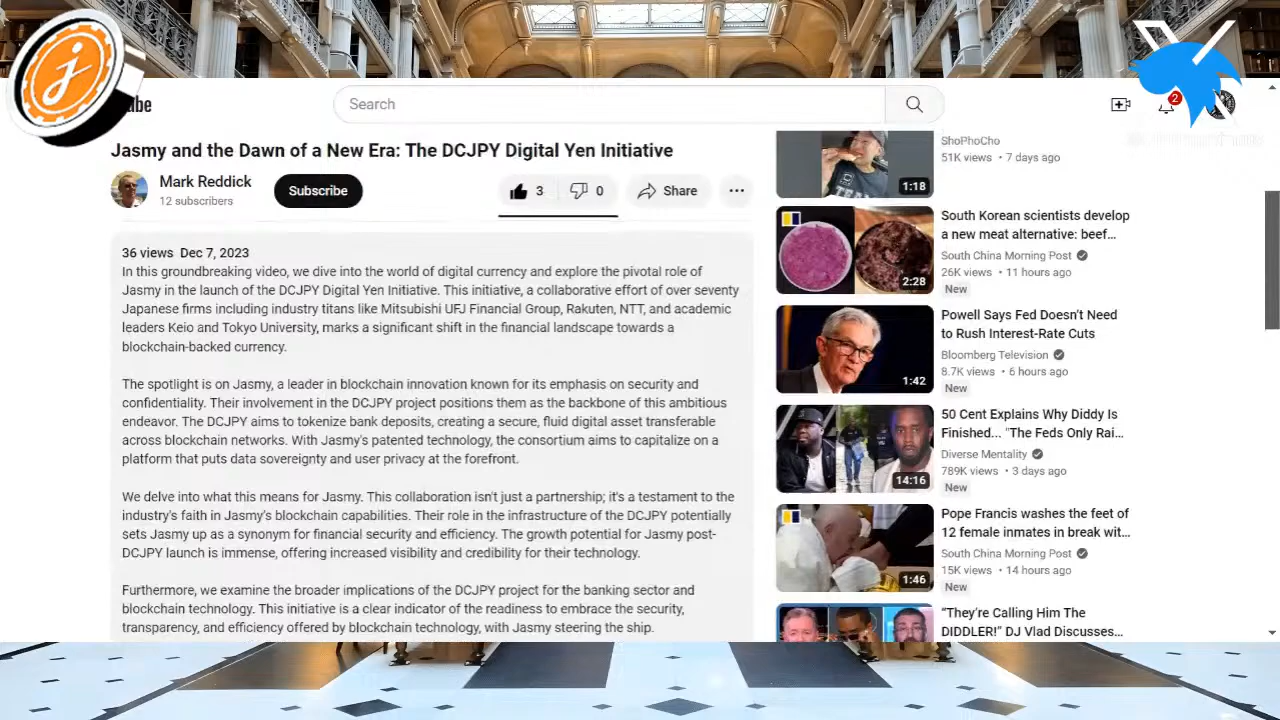 be
Search
2
Jasmy and the Dawn of a New Era: The DCJPY Digital Yen Initiative
Mark Reddick
12 subscribers
Subscribe
3
0
Share
36 views Dec 7, 2023
In this groundbreaking video, we dive into the world of digital currency and explore the pivotal role of
Jasmy in the launch of the DCJPY Digital Yen Initiative. This initiative, a collaborative effort of over seventy
Japanese firms including industry titans like Mitsubishi UFJ Financial Group, Rakuten, NTT, and academic
leaders Keio and Tokyo University, marks a significant shift in the financial landscape towards a
blockchain-backed currency.
The spotlight is on Jasmy, a leader in blockchain innovation known for its emphasis on security and
confidentiality. Their involvement in the DCJPY project positions them as the backbone of this ambitious
endeavor. The DCJPY aims to tokenize bank deposits, creating a secure, fluid digital asset transferable
across blockchain networks. With Jasmy's patented technology, the consortium aims to capitalize on a
platform that puts data sovereignty and user privacy at the forefront.
We delve into what this means for Jasmy. This collaboration isn't just a partnership; it's a testament to the
industry's faith in Jasmy's blockchain capabilities. Their role in the infrastructure of the DCJPY potentially
sets Jasmy up as a synonym for financial security and efficiency. The growth potential for Jasmy post-
DCJPY launch is immense, offering increased visibility and credibility for their technology.
Furthermore, we examine the broader implications of the DCJPY project for the banking sector and
blockchain technology. This initiative is a clear indicator of the readiness to embrace the security,
transparency, and efficiency offered by blockchain technology, with Jasmy steering the ship.
ShoPhoCho
51K views • 7 days ago
1:18
South Korean scientists develop
a new meat alternative: beef...
South China Morning Post
26K views • 11 hours ago
New
2:28
Powell Says Fed Doesn't Need
to Rush Interest-Rate Cuts
Bloomberg Television
8.7K views • 6 hours ago
New
1:42
50 Cent Explains Why Diddy Is
Finished... "The Feds Only Rai...
Diverse Mentality
789K views • 3 days ago
New
14:16
Pope Francis washes the feet of
12 female inmates in break wit...
South China Morning Post
15K views • 14 hours ago
New
1:46
"They're Calling Him The
DIDDLER!" DJ Vlad Discusses...